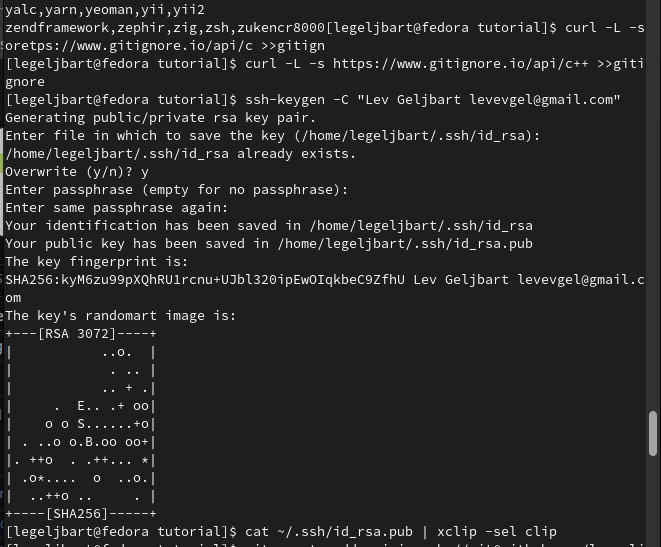 yalc,yarn,yeoman,yii,yii2
zendframework,zephir,zig,zsh,zukencr8000[legeljbart@fedora tutorial]$ curl -L -s
oretps://www.gitignore.io/api/c >>gitign
[legeljbart@fedora tutorial]$ curl -L -s https://www.gitignore.io/api/c++ >>giti
gnore
[legeljbart@fedora tutorial]$ ssh-keygen -C "Lev Geljbart levevgel@gmail.com"
Generating public/private rsa key pair.
Enter file in which to save the key (/home/legeljbart/.ssh/id_rsa):
/home/legeljbart/.ssh/id_rsa already exists.
Overwrite (y/n)? y
Enter passphrase (empty for no passphrase):
Enter same passphrase again:
Your identification has been saved in /home/legeljbart/.ssh/id_rsa
Your public key has been saved in /home/legeljbart/.ssh/id_rsa.pub
The key fingerprint is:
SHA256:kyM6zu99pXQhRU1rcnu+UJbl320ipEwOIqkbeC9ZfhU Lev Geljbart levevgel@gmail.c
om
The key's randomart image is:
+---[RSA 3072]----+
|            ..o.  |
|             . .. |
|            .. + .|
|     .  E.. .+ oo|
|    o o S......+o|
| . ..o o.B.oo oo+|
|. ++o  . .++... *|
| .o*....  o  ..o.|
|  ..++o ..     . |
+----[SHA256]-----+
[legeljbart@fedora tutorial]$ cat ~/.ssh/id_rsa.pub | xclip -sel clip